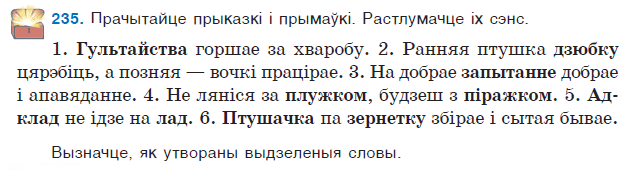 235. Прачытайце прыказкі і прымаўкі. Растлумачце іх сэнс.
1. Гультайства горшае за хваробу. 2. Ранняя птушка дзюбку
цярэбіць, а позняя — вочкі працірае. 3. На добрае запытанне добрае
і апавяданне. 4. Не ляніся за плужком, будзеш з піражком. 5. Ад-
клад не ідзе на лад. 6. Птушачка па зернетку збірае і сытая бывае.
Вызначце, як утвораны выдзеленыя словы.